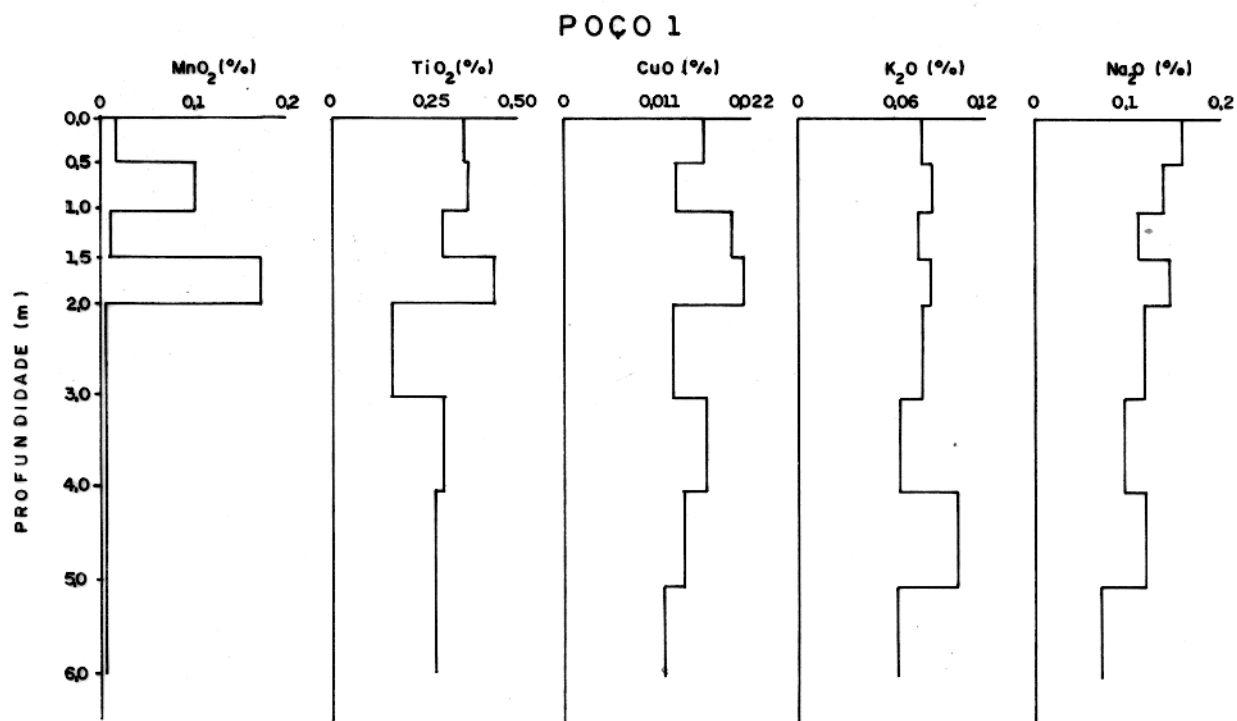 POÇO 1
MnO₂(%) TiO₂(%) CuO (%) K₂O (%) Na₂O (%)
0 0,1 0,2 0 0,25 0,50 0 0,011 0,022 0 0,06 0,12 0 0,1 0,2
0,0
0,5
1,0
1,5
2,0
3,0
4,0
5,0
6,0
PROFUNDIDADE (m)